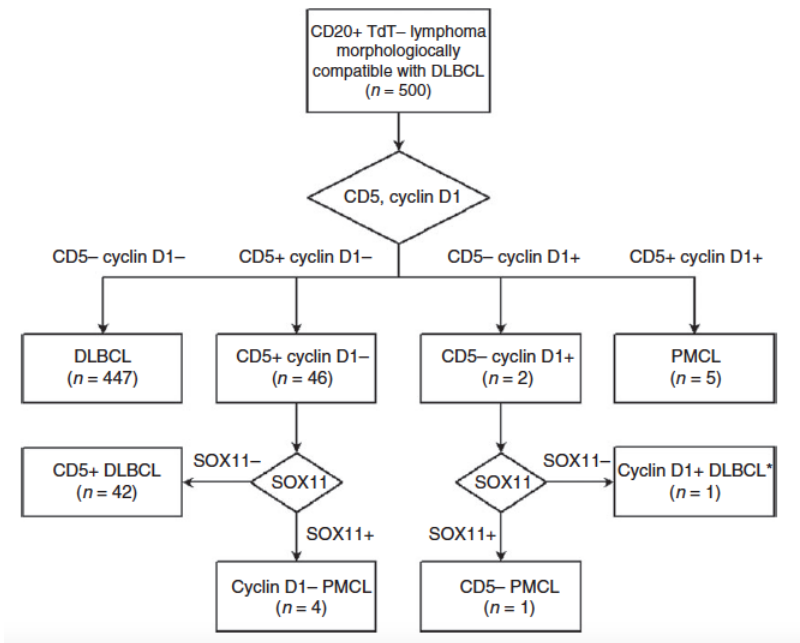 CD20+ TdT– lymphoma
morphologiocally
compatible with DLBCL
(n = 500)
CD5, cyclin D1
CD5– cyclin D1–
CD5+ cyclin D1–
CD5– cyclin D1+
CD5+ cyclin D1+
DLBCL
(n = 447)
CD5+ cyclin D1–
(n = 46)
CD5– cyclin D1+
(n = 2)
PMCL
(n = 5)
CD5+ DLBCL
(n = 42)
SOX11–
SOX11
SOX11+
SOX11
SOX11–
SOX11+
Cyclin D1+ DLBCL*
(n = 1)
Cyclin D1– PMCL
(n = 4)
CD5– PMCL
(n = 1)